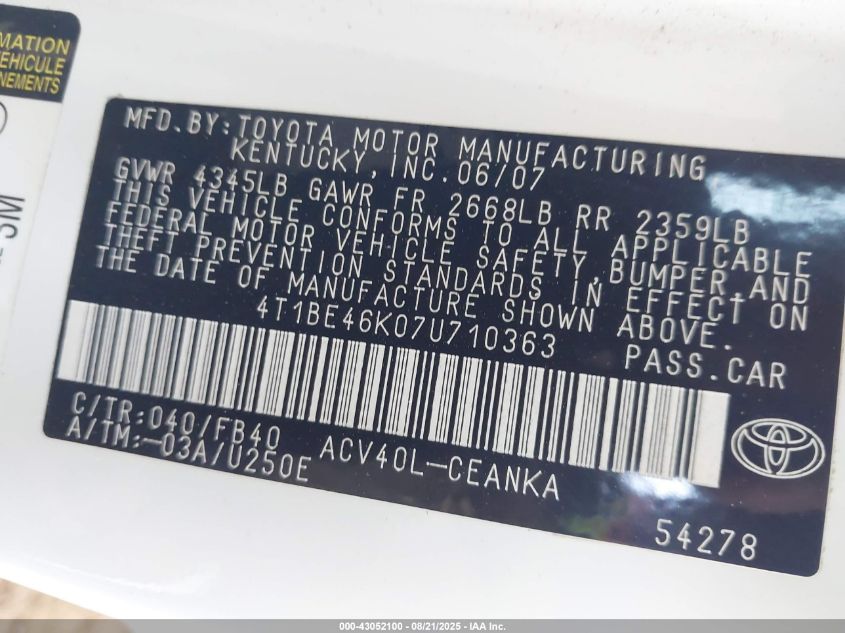 MATION
EHICULE
NEMENTS
SM
MFD.BY:TOYOTA MOTOR MANUFACTURING
KENTUCKY,INC.06/07
GVWR 4345LB GAWR FR 2668LB RR 2359LB
THIS VEHICLE CONFORMS TO ALL APPLICABLE
FEDERAL MOTOR VEHICLE SAFETY,BUMPER,AND
THEFT PREVENTION STANDARDS IN EFFECT ON
THE DATE OF MANUFACTURE SHOWN ABOVE.
4T1BE46K07U710363
PASS.CAR
C/TR:040/FB40
A/TM:-03A/U250E
ACV40L-CEANKA
54278
000-43052100 - 08/21/2025 - IAA Inc.